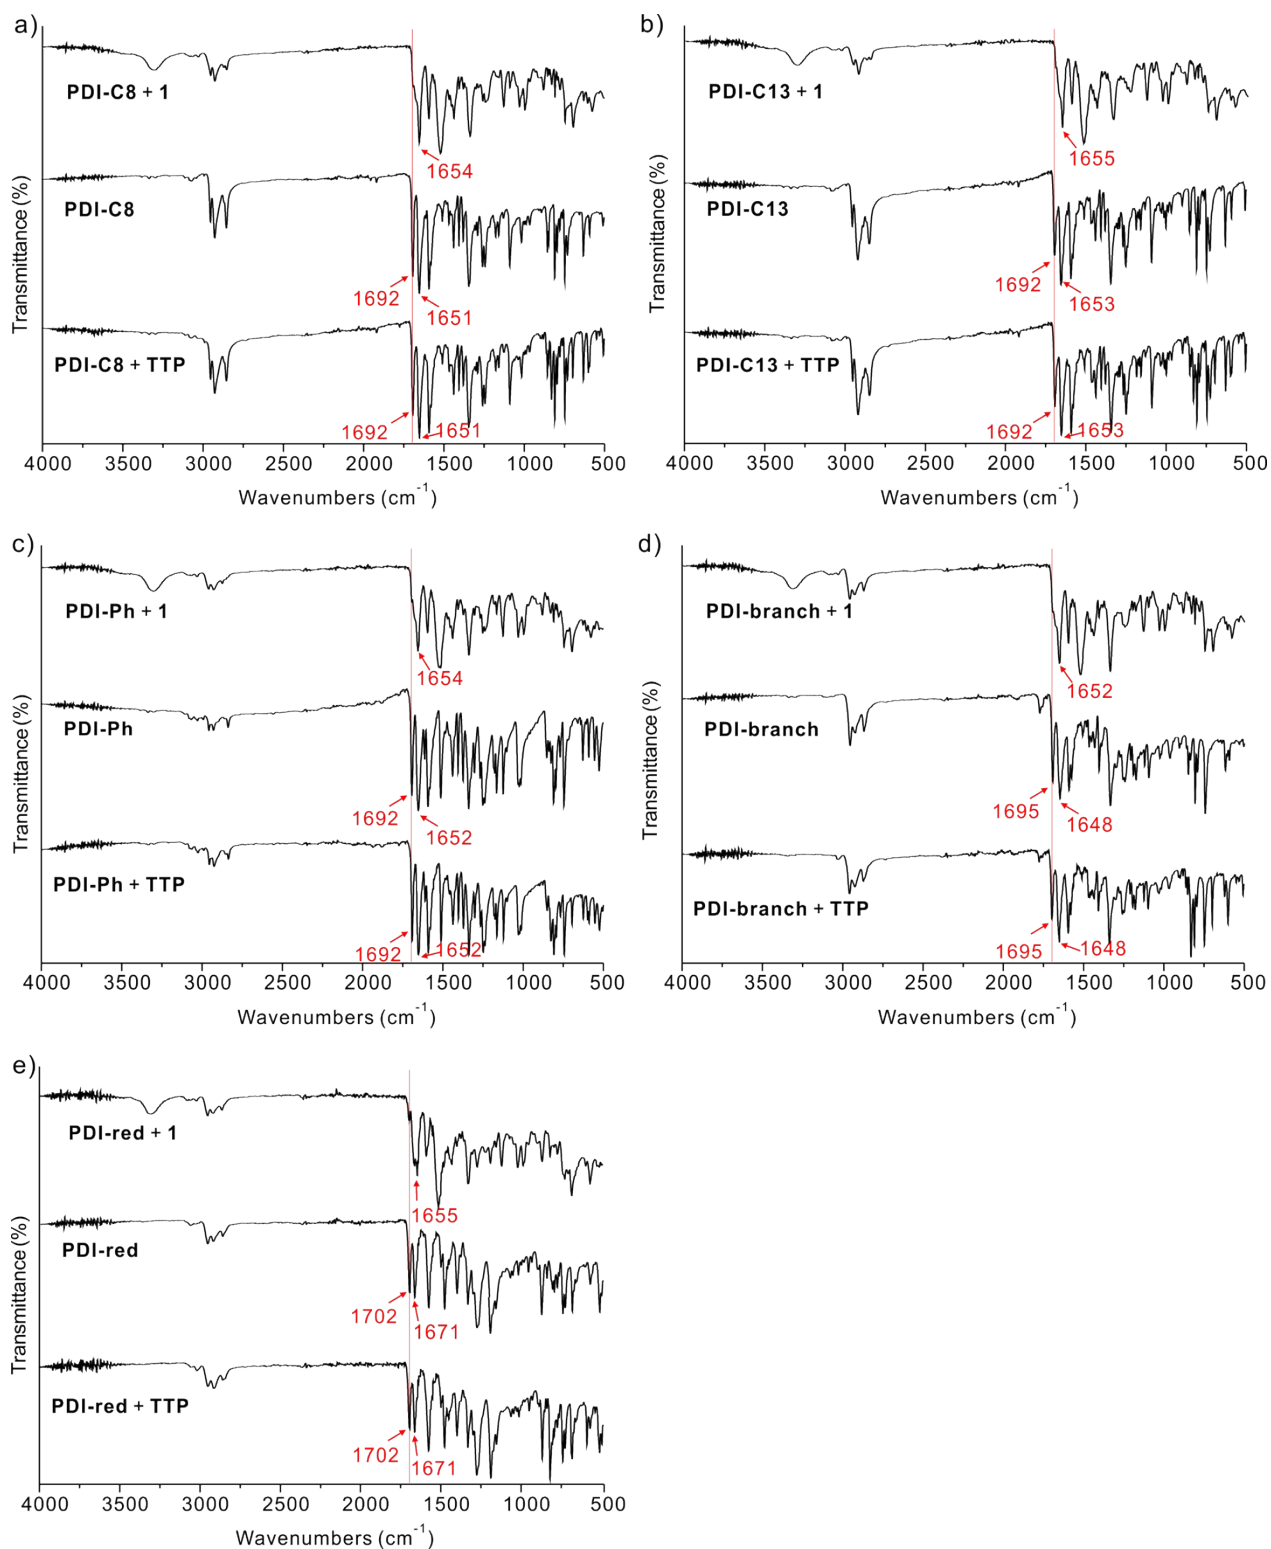 a)
Transmittance (%)
PDI-C8 + 1
1654
PDI-C8
1692
1651
PDI-C8 + TTP
1692
1651
4000 3500 3000 2500 2000 1500 1000 500
Wavenumbers (cm⁻¹)
b)
Transmittance (%)
PDI-C13 + 1
1655
PDI-C13
1692
1653
PDI-C13 + TTP
1692
1653
4000 3500 3000 2500 2000 1500 1000 500
Wavenumbers (cm⁻¹)
c)
Transmittance (%)
PDI-Ph + 1
1654
PDI-Ph
1692
1652
PDI-Ph + TTP
1692
1652
4000 3500 3000 2500 2000 1500 1000 500
Wavenumbers (cm⁻¹)
d)
Transmittance (%)
PDI-branch + 1
1652
PDI-branch
1695
1648
PDI-branch + TTP
1695
1648
4000 3500 3000 2500 2000 1500 1000 500
Wavenumbers (cm⁻¹)
e)
Transmittance (%)
PDI-red + 1
1655
PDI-red
1702
1671
PDI-red + TTP
1702
1671
4000 3500 3000 2500 2000 1500 1000 500
Wavenumbers (cm⁻¹)